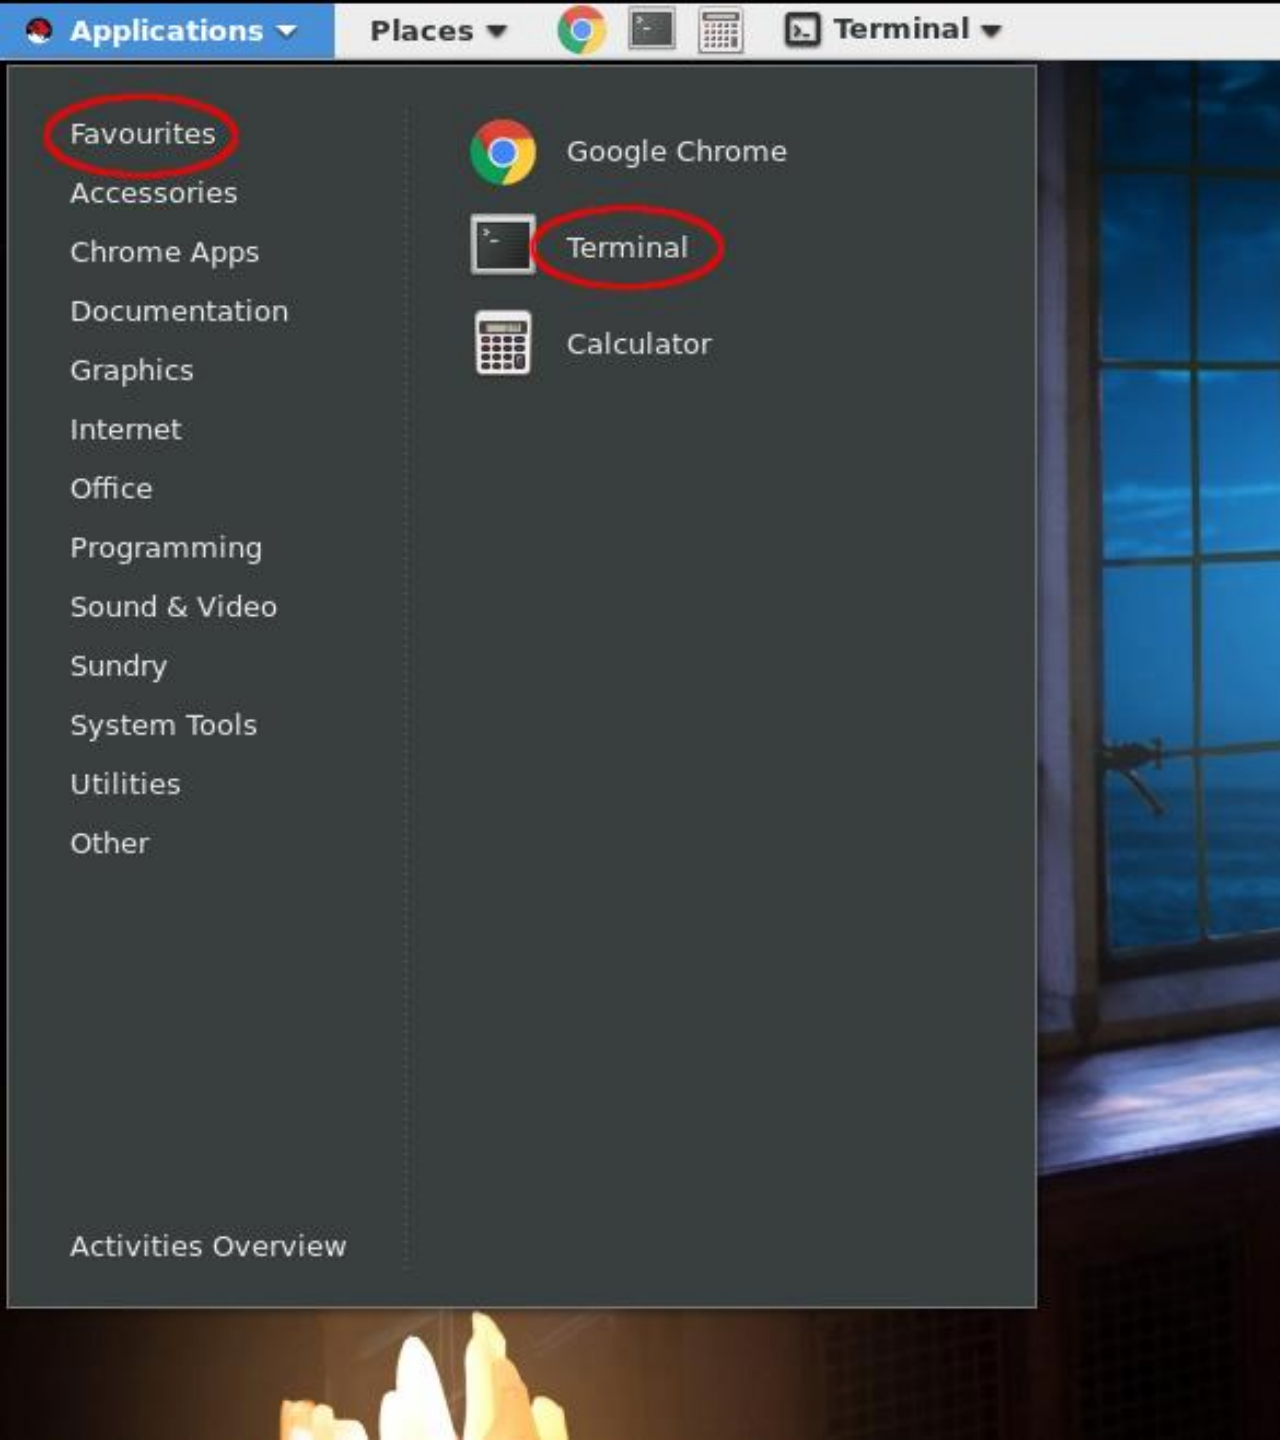 Applications Places Terminal
Favourites
Accessories
Chrome Apps
Documentation
Graphics
Internet
Office
Programming
Sound & Video
Sundry
System Tools
Utilities
Other
Activities Overview
Google Chrome
Terminal
Calculator